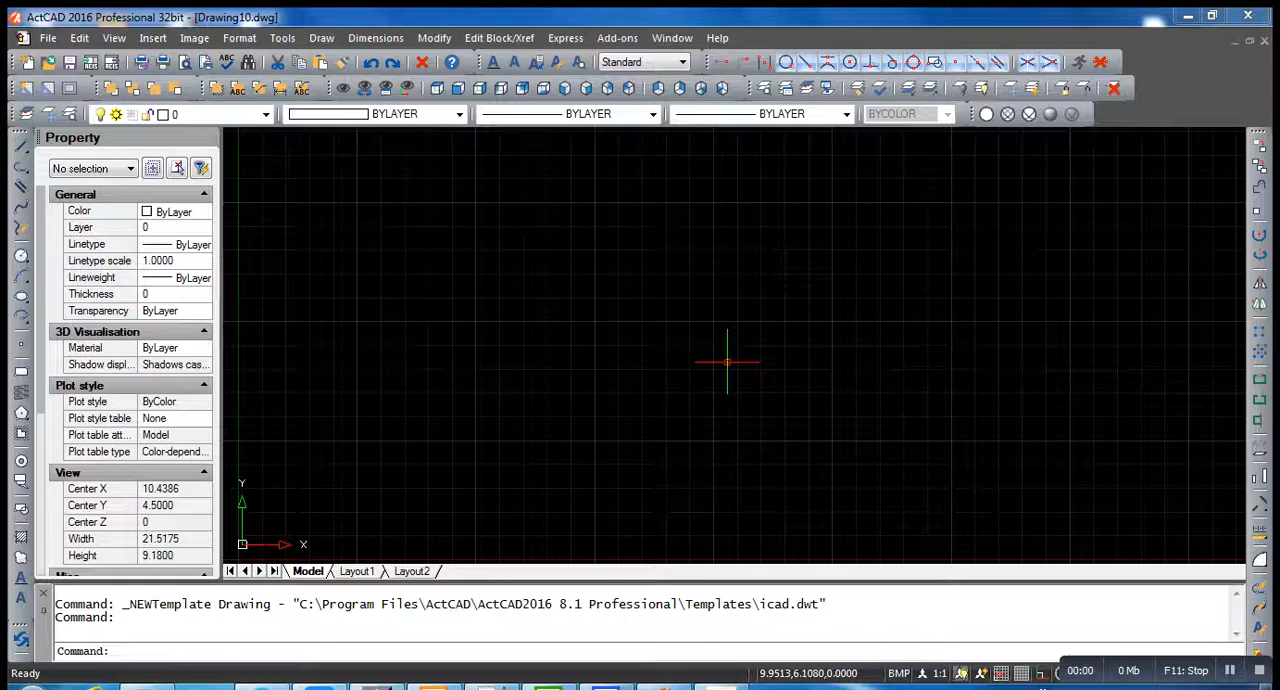 ActCAD 2016 Professional 32bit - [Drawing10.dwg]
File Edit View Insert Image Format Tools Draw Dimensions Modify Edit Block/Xref Express Add-ons Window Help
Standard
0 BYLAYER BYLAYER BYLAYER BYCOLOR
Property
No selection
General
Color ByLayer
Layer 0
Linetype ByLayer
Linetype scale 1.0000
Lineweight ByLayer
Thickness 0
Transparency ByLayer
3D Visualisation
Material ByLayer
Shadow displ... Shadows cas...
Plot style
Plot style ByColor
Plot style table None
Plot table att... Model
Plot table type Color-depend...
View
Center X 10.4386
Center Y 4.5000
Center Z 0
Width 21.5175
Height 9.1800
Y
X
Model Layout1 Layout2
Command: _NEWTemplate Drawing - "C:\Program Files\ActCAD\ActCAD2016 8.1 Professional\Templates\icad.dwt"
Command:
Command:
Ready 9.9513,6.1080,0.0000 BMP 1:1 00:00 0 Mb F11: Stop